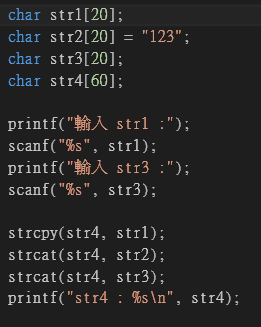 char str1[20];
char str2[20] = "123";
char str3[20];
char str4[60];
printf("輸入 str1 :");
scanf("%s", str1);
printf("輸入 str3 :");
scanf("%s", str3);
strcpy(str4, str1);
strcat(str4, str2);
strcat(str4, str3);
printf("str4 : %s\n", str4);